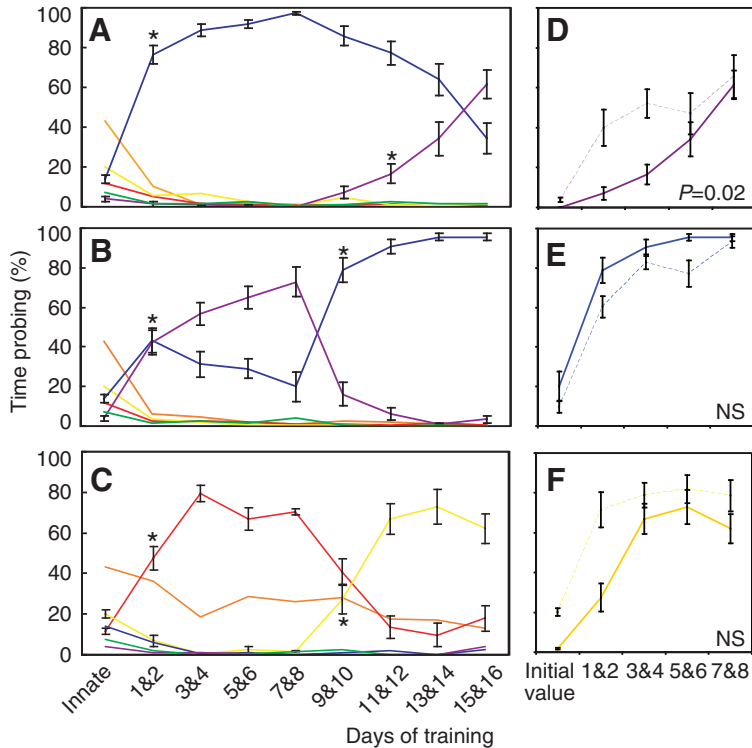 A
100
80
60
40
20
0
*
*
D
P=0.02
B
100
80
60
40
20
0
*
*
E
NS
Time probing (%)
C
100
80
60
40
20
0
*
*
F
NS
Innate
1&2
3&4
5&6
7&8
9&10
11&12
13&14
15&16
Days of training
Initial value
1&2
3&4
5&6
7&8